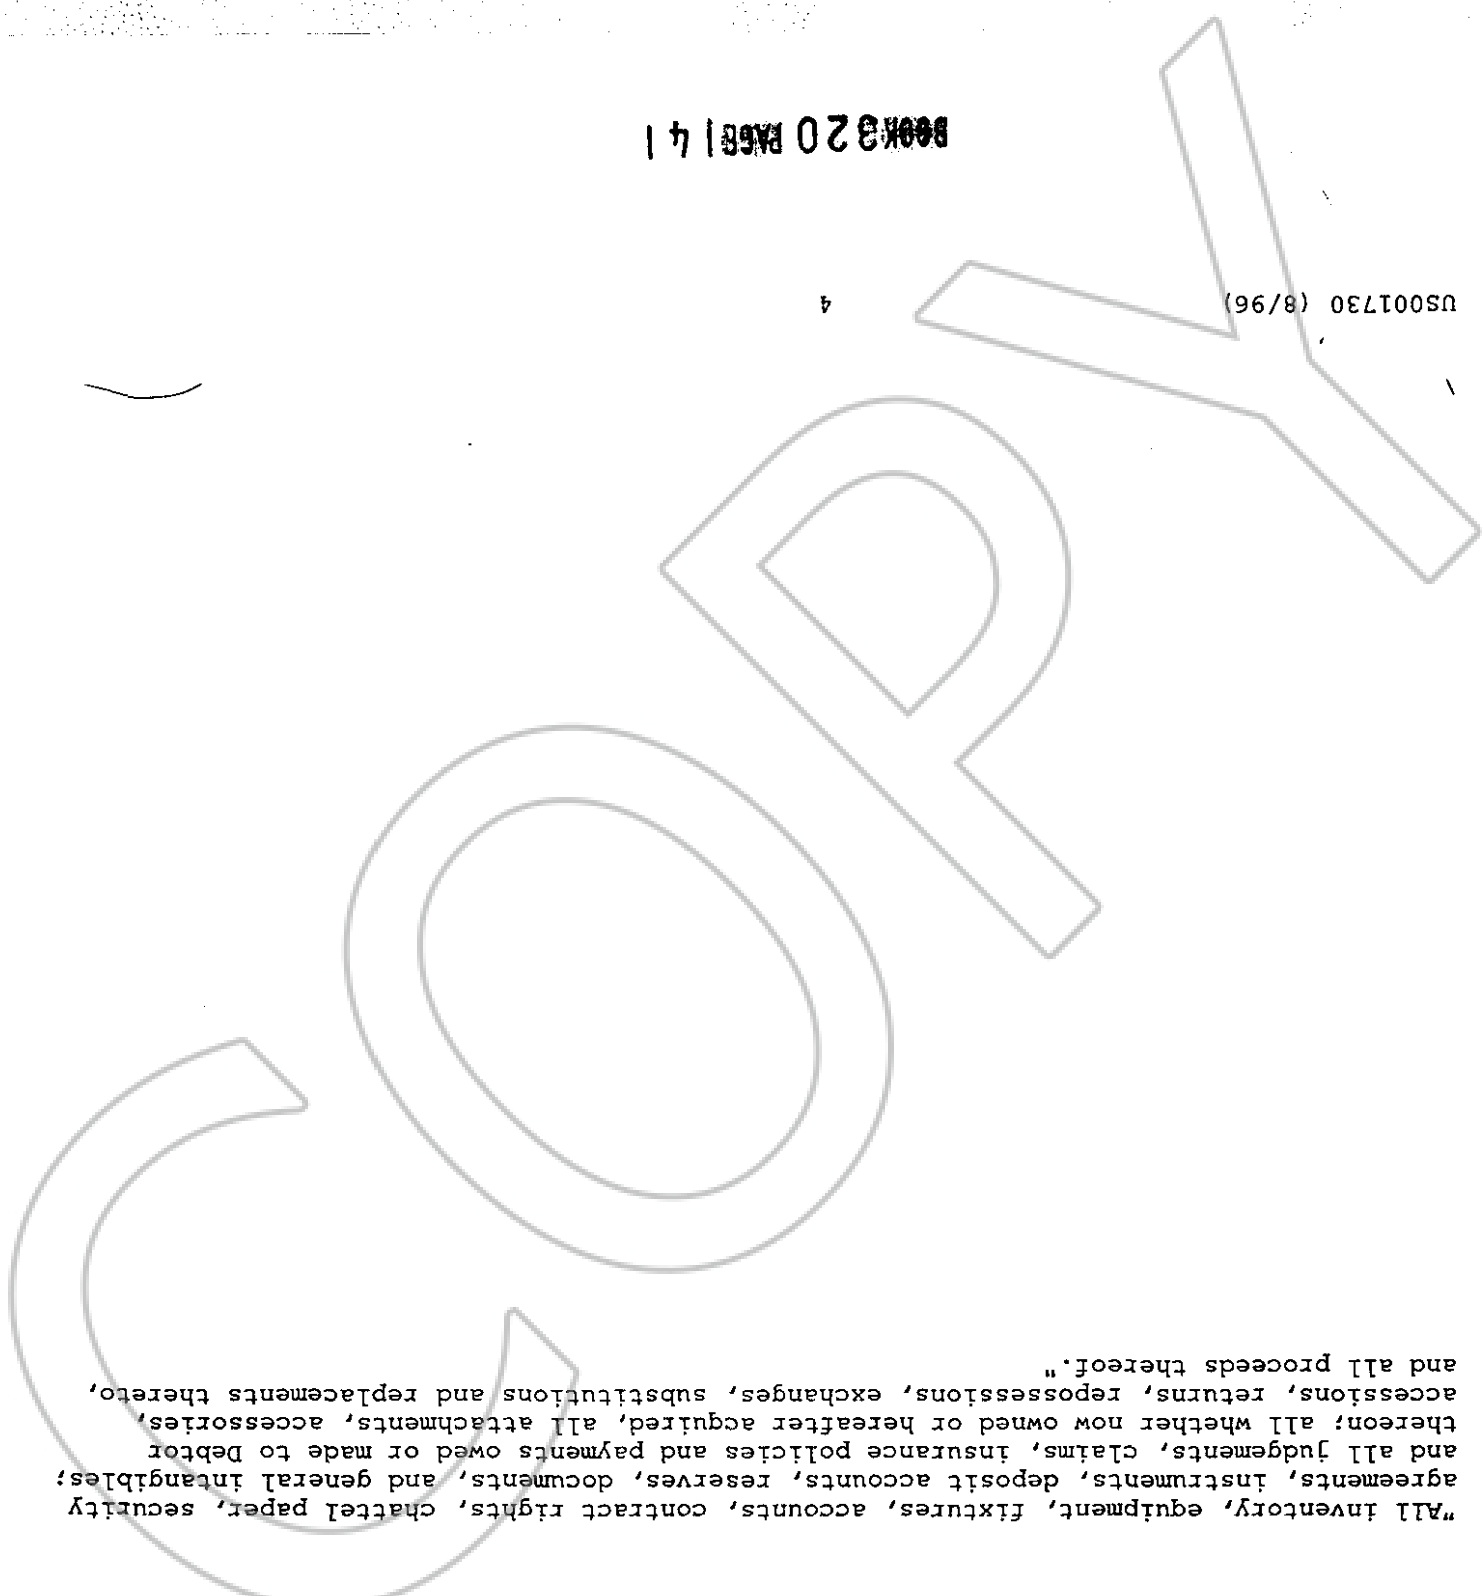 "All inventory, equipment, fixtures, accounts, contract rights, chattel paper, security
agreements, instruments, deposit accounts, reserves, documents, and general intangibles;
and all judgements, claims, insurance policies and payments owed or made to Debtor
thereon; all whether now owned or hereafter acquired, all attachments, accessories,
accessions, returns, repossessions, exchanges, substitutions and replacements thereto,
and all proceeds thereof."
US001730 (8/96) 4
BOOK 320 PAGE 141
COPY